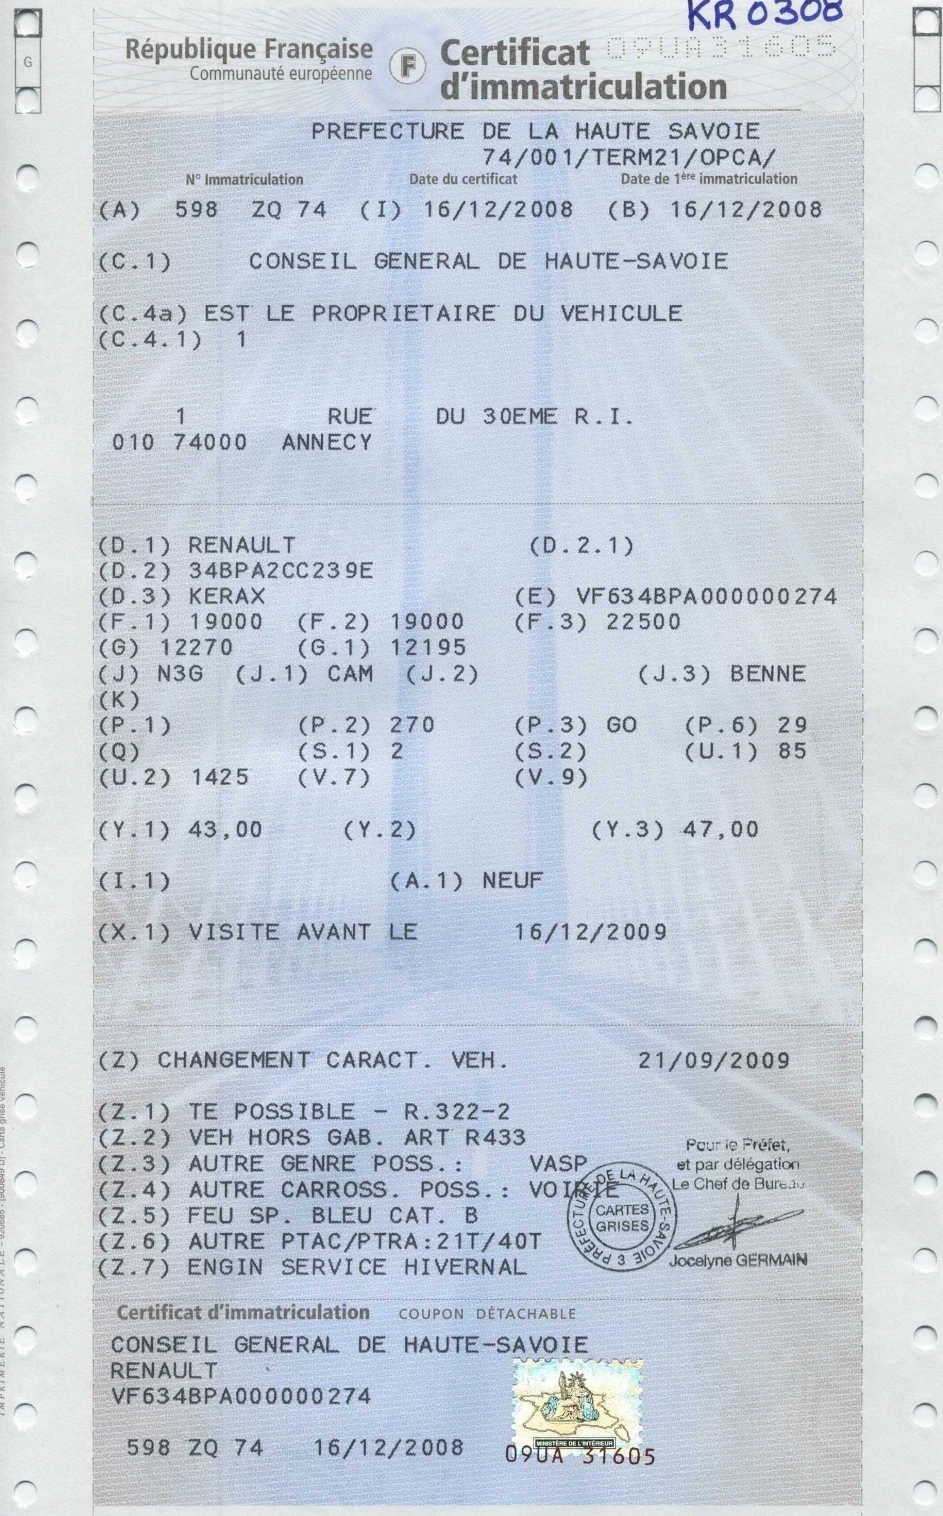 KR 0308
G
République Française
Communauté européenne
F
Certificat
d'immatriculation
09UA31605
PREFECTURE DE LA HAUTE SAVOIE
74/001/TERM21/OPCA/
N° Immatriculation Date du certificat Date de 1ère immatriculation
(A) 598 ZQ 74 (I) 16/12/2008 (B) 16/12/2008
(C.1) CONSEIL GENERAL DE HAUTE-SAVOIE
(C.4a) EST LE PROPRIETAIRE DU VEHICULE
(C.4.1) 1
1 RUE DU 30EME R.I.
010 74000 ANNECY
(D.1) RENAULT (D.2.1)
(D.2) 34BPA2CC239E
(D.3) KERAX (E) VF634BPA000000274
(F.1) 19000 (F.2) 19000 (F.3) 22500
(G) 12270 (G.1) 12195
(J) N3G (J.1) CAM (J.2) (J.3) BENNE
(K)
(P.1) (P.2) 270 (P.3) GO (P.6) 29
(Q) (S.1) 2 (S.2) (U.1) 85
(U.2) 1425 (V.7) (V.9)
(Y.1) 43,00 (Y.2) (Y.3) 47,00
(I.1) (A.1) NEUF
(X.1) VISITE AVANT LE 16/12/2009
(Z) CHANGEMENT CARACT. VEH. 21/09/2009
(Z.1) TE POSSIBLE - R.322-2
(Z.2) VEH HORS GAB. ART R433
(Z.3) AUTRE GENRE POSS.: VASP
(Z.4) AUTRE CARROSS. POSS.: VOIRIE
(Z.5) FEU SP. BLEU CAT. B
(Z.6) AUTRE PTAC/PTRA:21T/40T
(Z.7) ENGIN SERVICE HIVERNAL
Pour le Préfet,
et par délégation
Le Chef de Bureau
Jocelyne GERMAIN
PRÉFECTURE DE LA HAUTE-SAVOIE 3
CARTES
GRISES
Certificat d'immatriculation COUPON DÉTACHABLE
CONSEIL GENERAL DE HAUTE-SAVOIE
RENAULT
VF634BPA000000274
598 ZQ 74 16/12/2008
MINISTÈRE DE L'INTÉRIEUR
09UA 31605